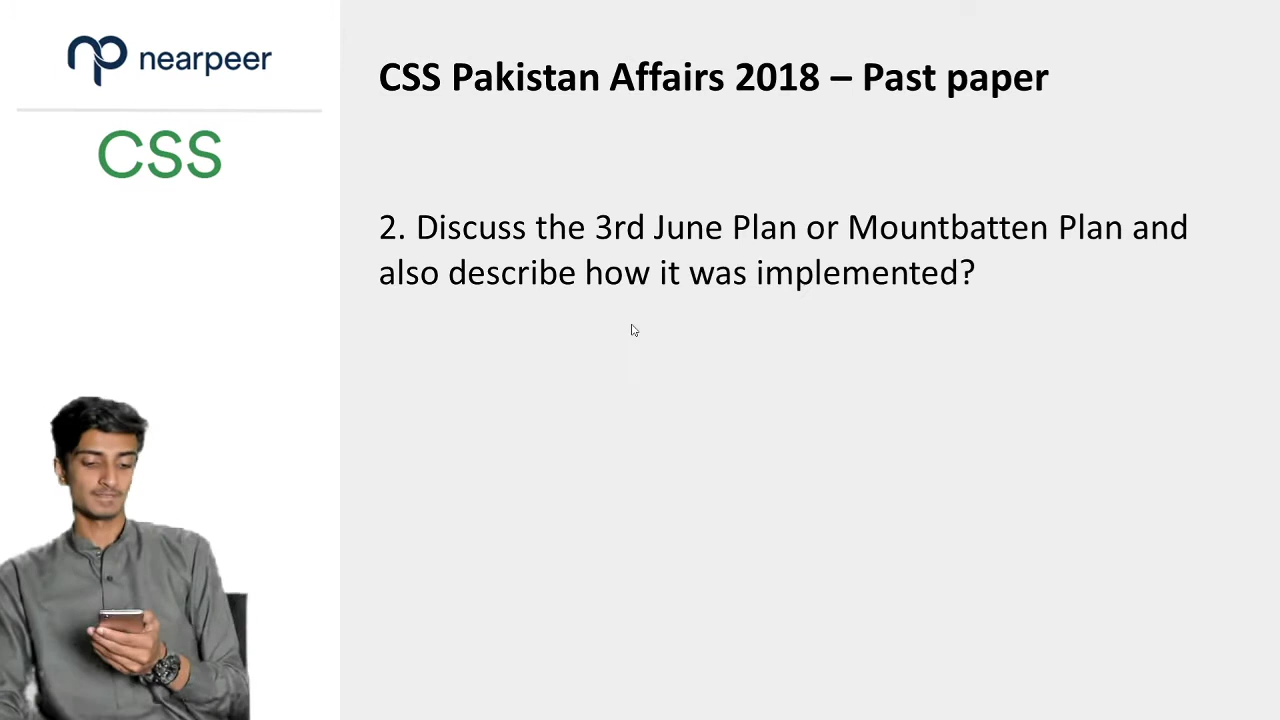 nearpeer
CSS
CSS Pakistan Affairs 2018 – Past paper
2. Discuss the 3rd June Plan or Mountbatten Plan and
also describe how it was implemented?